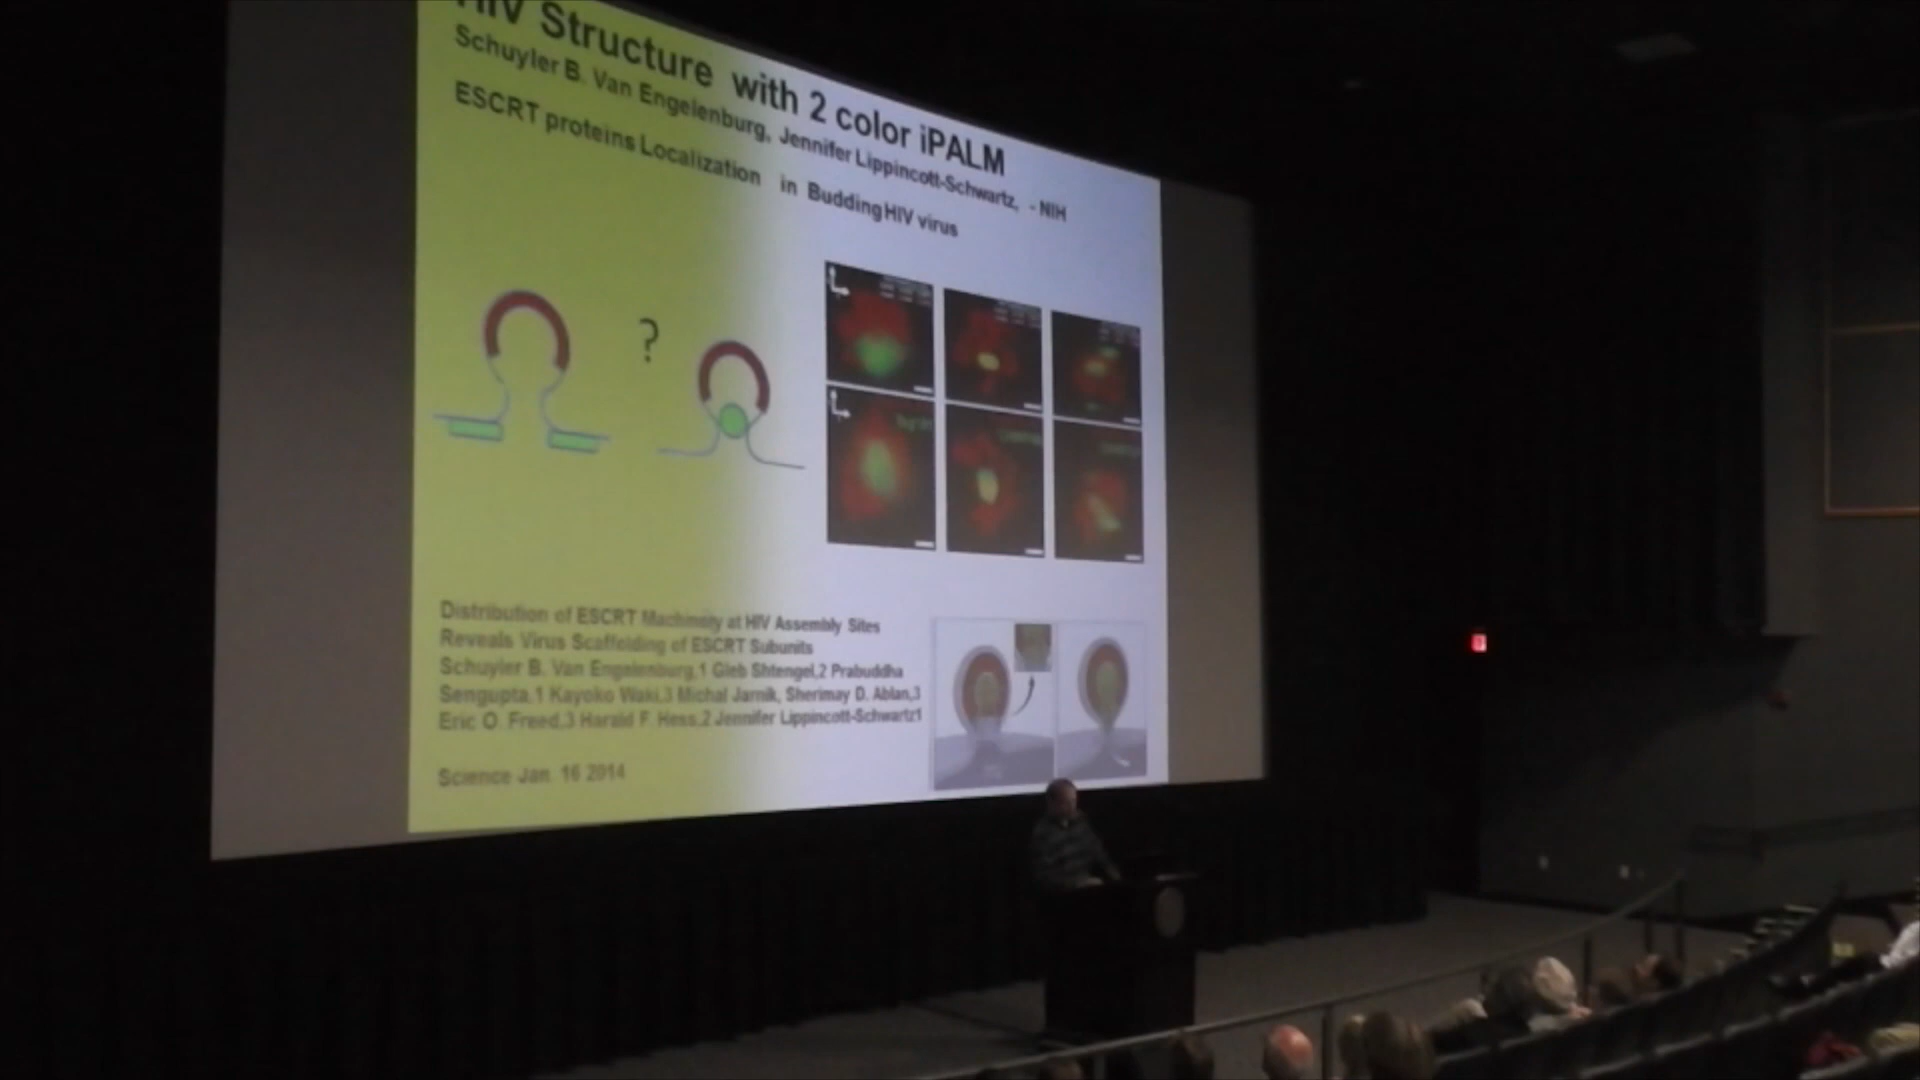 HIV Structure with 2 color iPALM
Schuyler B. Van Engelenburg, Jennifer Lippincott-Schwartz, - NIH
ESCRT proteins Localization in Budding HIV virus
?
Distribution of ESCRT Machinery at HIV Assembly Sites
Reveals Virus Scaffolding of ESCRT Subunits
Schuyler B. Van Engelenburg,1 Gleb Shtengel,2 Prabuddha
Sengupta,1 Kayoko Waki,3 Michal Jarnik, Sherimay D. Ablan,3
Eric O. Freed,3 Harald F. Hess,2 Jennifer Lippincott-Schwartz1
Science Jan. 16 2014